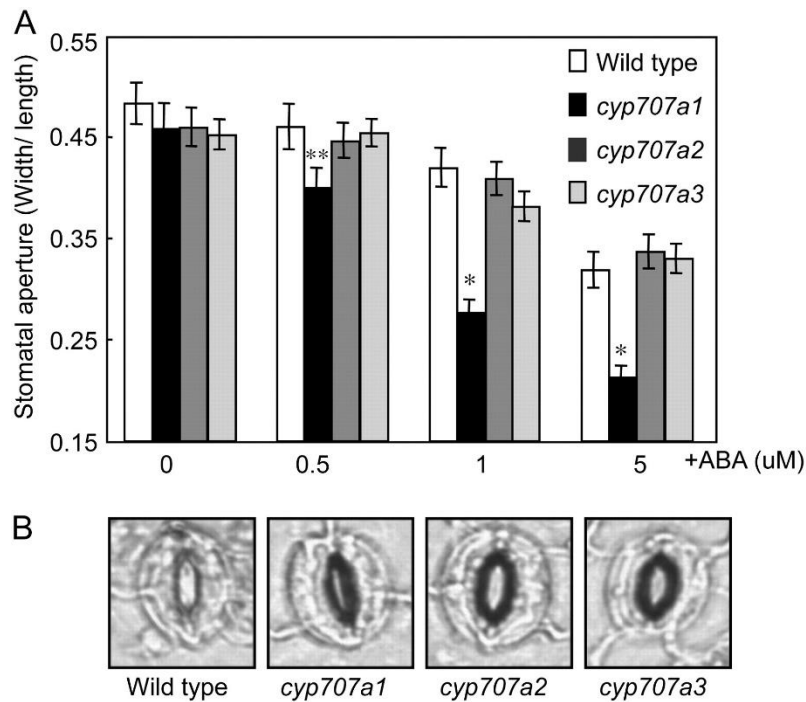 A
Stomatal aperture (Width/ length)
0.55
0.45
0.35
0.25
0.15
Wild type
cyp707a1
cyp707a2
cyp707a3
**
*
*
0 0.5 1 5 +ABA (uM)
B
Wild type cyp707a1 cyp707a2 cyp707a3